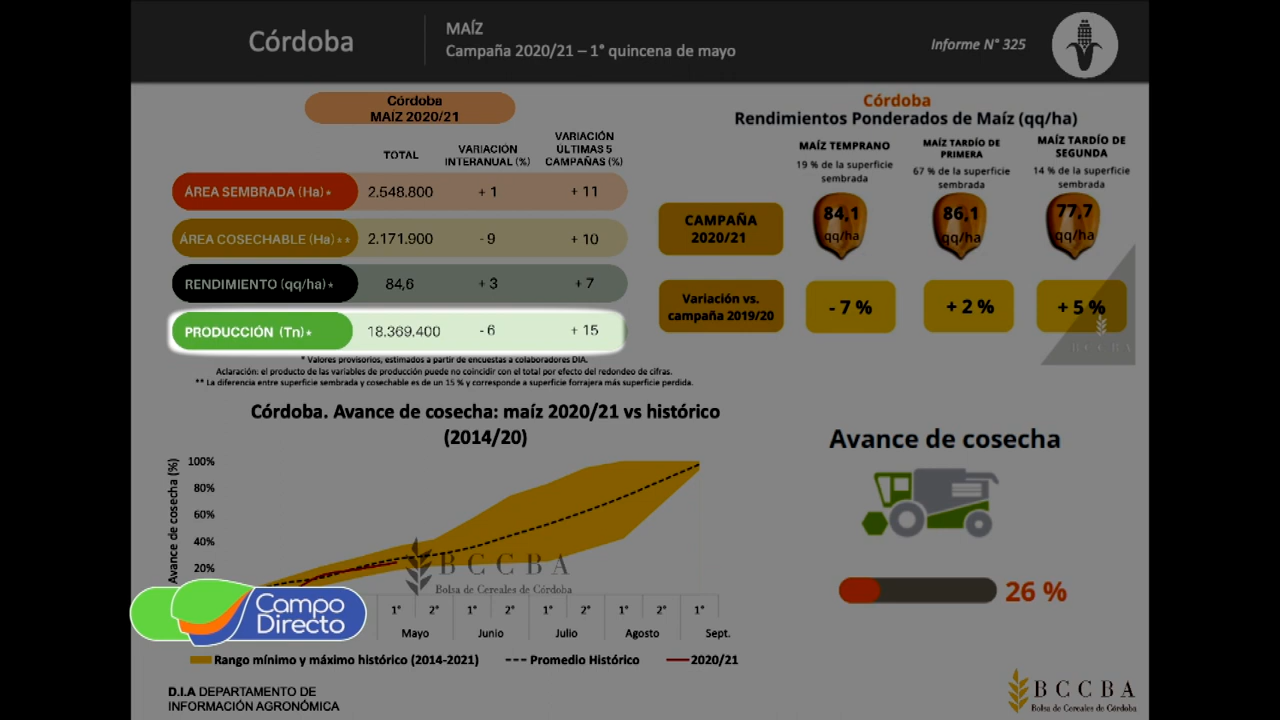 Córdoba
MAÍZ
Campaña 2020/21 – 1° quincena de mayo
Informe N° 325
Córdoba
MAÍZ 2020/21
TOTAL
VARIACIÓN
INTERANUAL (%)
VARIACIÓN
ÚLTIMAS 5
CAMPAÑAS (%)
ÁREA SEMBRADA (Ha)* 2.548.800 + 1 + 11
ÁREA COSECHABLE (Ha)** 2.171.900 - 9 + 10
RENDIMIENTO (qq/ha)* 84,6 + 3 + 7
PRODUCCIÓN (Tn)* 18.369.400 - 6 + 15
* Valores provisorios, estimados a partir de encuestas a colaboradores DIA.
Aclaración: el producto de las variables de producción puede no coincidir con el total por efecto del redondeo de cifras.
** La diferencia entre superficie sembrada y cosechable es de un 15 % y corresponde a superficie forrajera más superficie perdida.
Córdoba
Rendimientos Ponderados de Maíz (qq/ha)
MAÍZ TEMPRANO
19 % de la superficie
sembrada
MAÍZ TARDÍO DE
PRIMERA
67 % de la superficie
sembrada
MAÍZ TARDÍO DE
SEGUNDA
14 % de la superficie
sembrada
CAMPAÑA
2020/21
84,1
qq/ha
86,1
qq/ha
77,7
qq/ha
Variación vs.
campaña 2019/20
- 7 %
+ 2 %
+ 5 %
BCCBA
Córdoba. Avance de cosecha: maíz 2020/21 vs histórico
(2014/20)
Avance de cosecha (%)
100%
80%
60%
40%
20%
BCCBA
Bolsa de Cereales de Córdoba
1° 2° 1° 2° 1° 2° 1° 2° 1°
Mayo Junio Julio Agosto Sept.
Rango mínimo y máximo histórico (2014-2021) Promedio Histórico 2020/21
Campo
Directo
Avance de cosecha
26 %
D.I.A DEPARTAMENTO DE
INFORMACIÓN AGRONÓMICA
BCCBA
Bolsa de Cereales de Córdoba